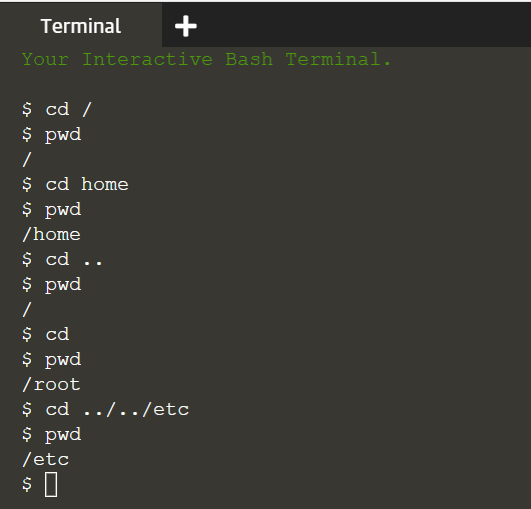 Terminal
Your Interactive Bash Terminal.
$ cd /
$ pwd
/
$ cd home
$ pwd
/home
$ cd ..
$ pwd
/
$ cd
$ pwd
/root
$ cd ../../etc
$ pwd
/etc
$